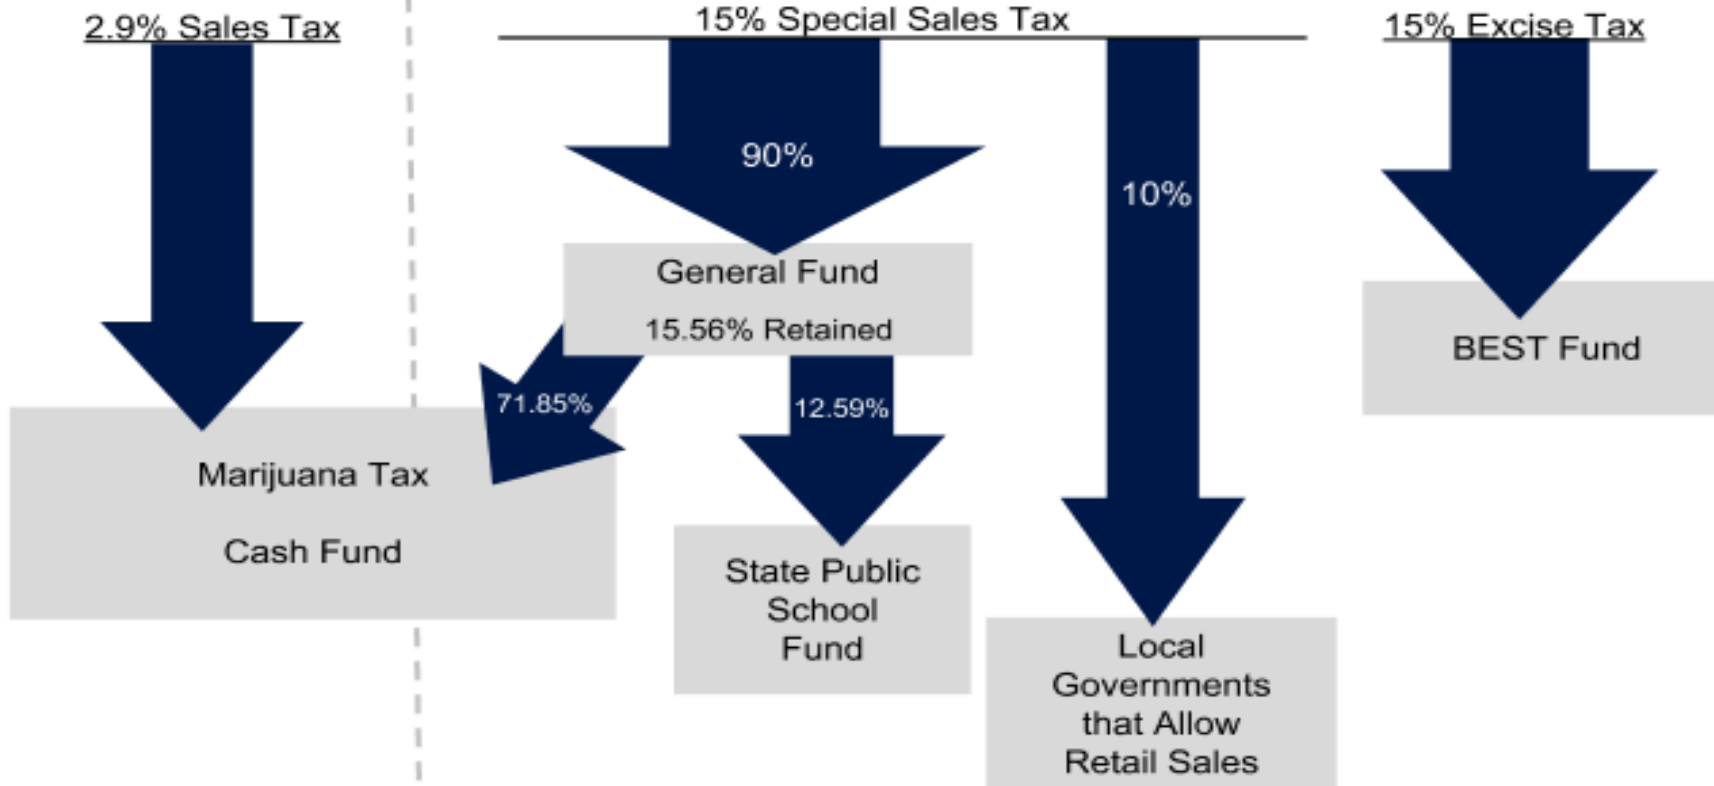 2.9% Sales Tax
15% Special Sales Tax
15% Excise Tax
90%
10%
General Fund
15.56% Retained
BEST Fund
71.85%
12.59%
Marijuana Tax
Cash Fund
State Public
School
Fund
Local
Governments
that Allow
Retail Sales